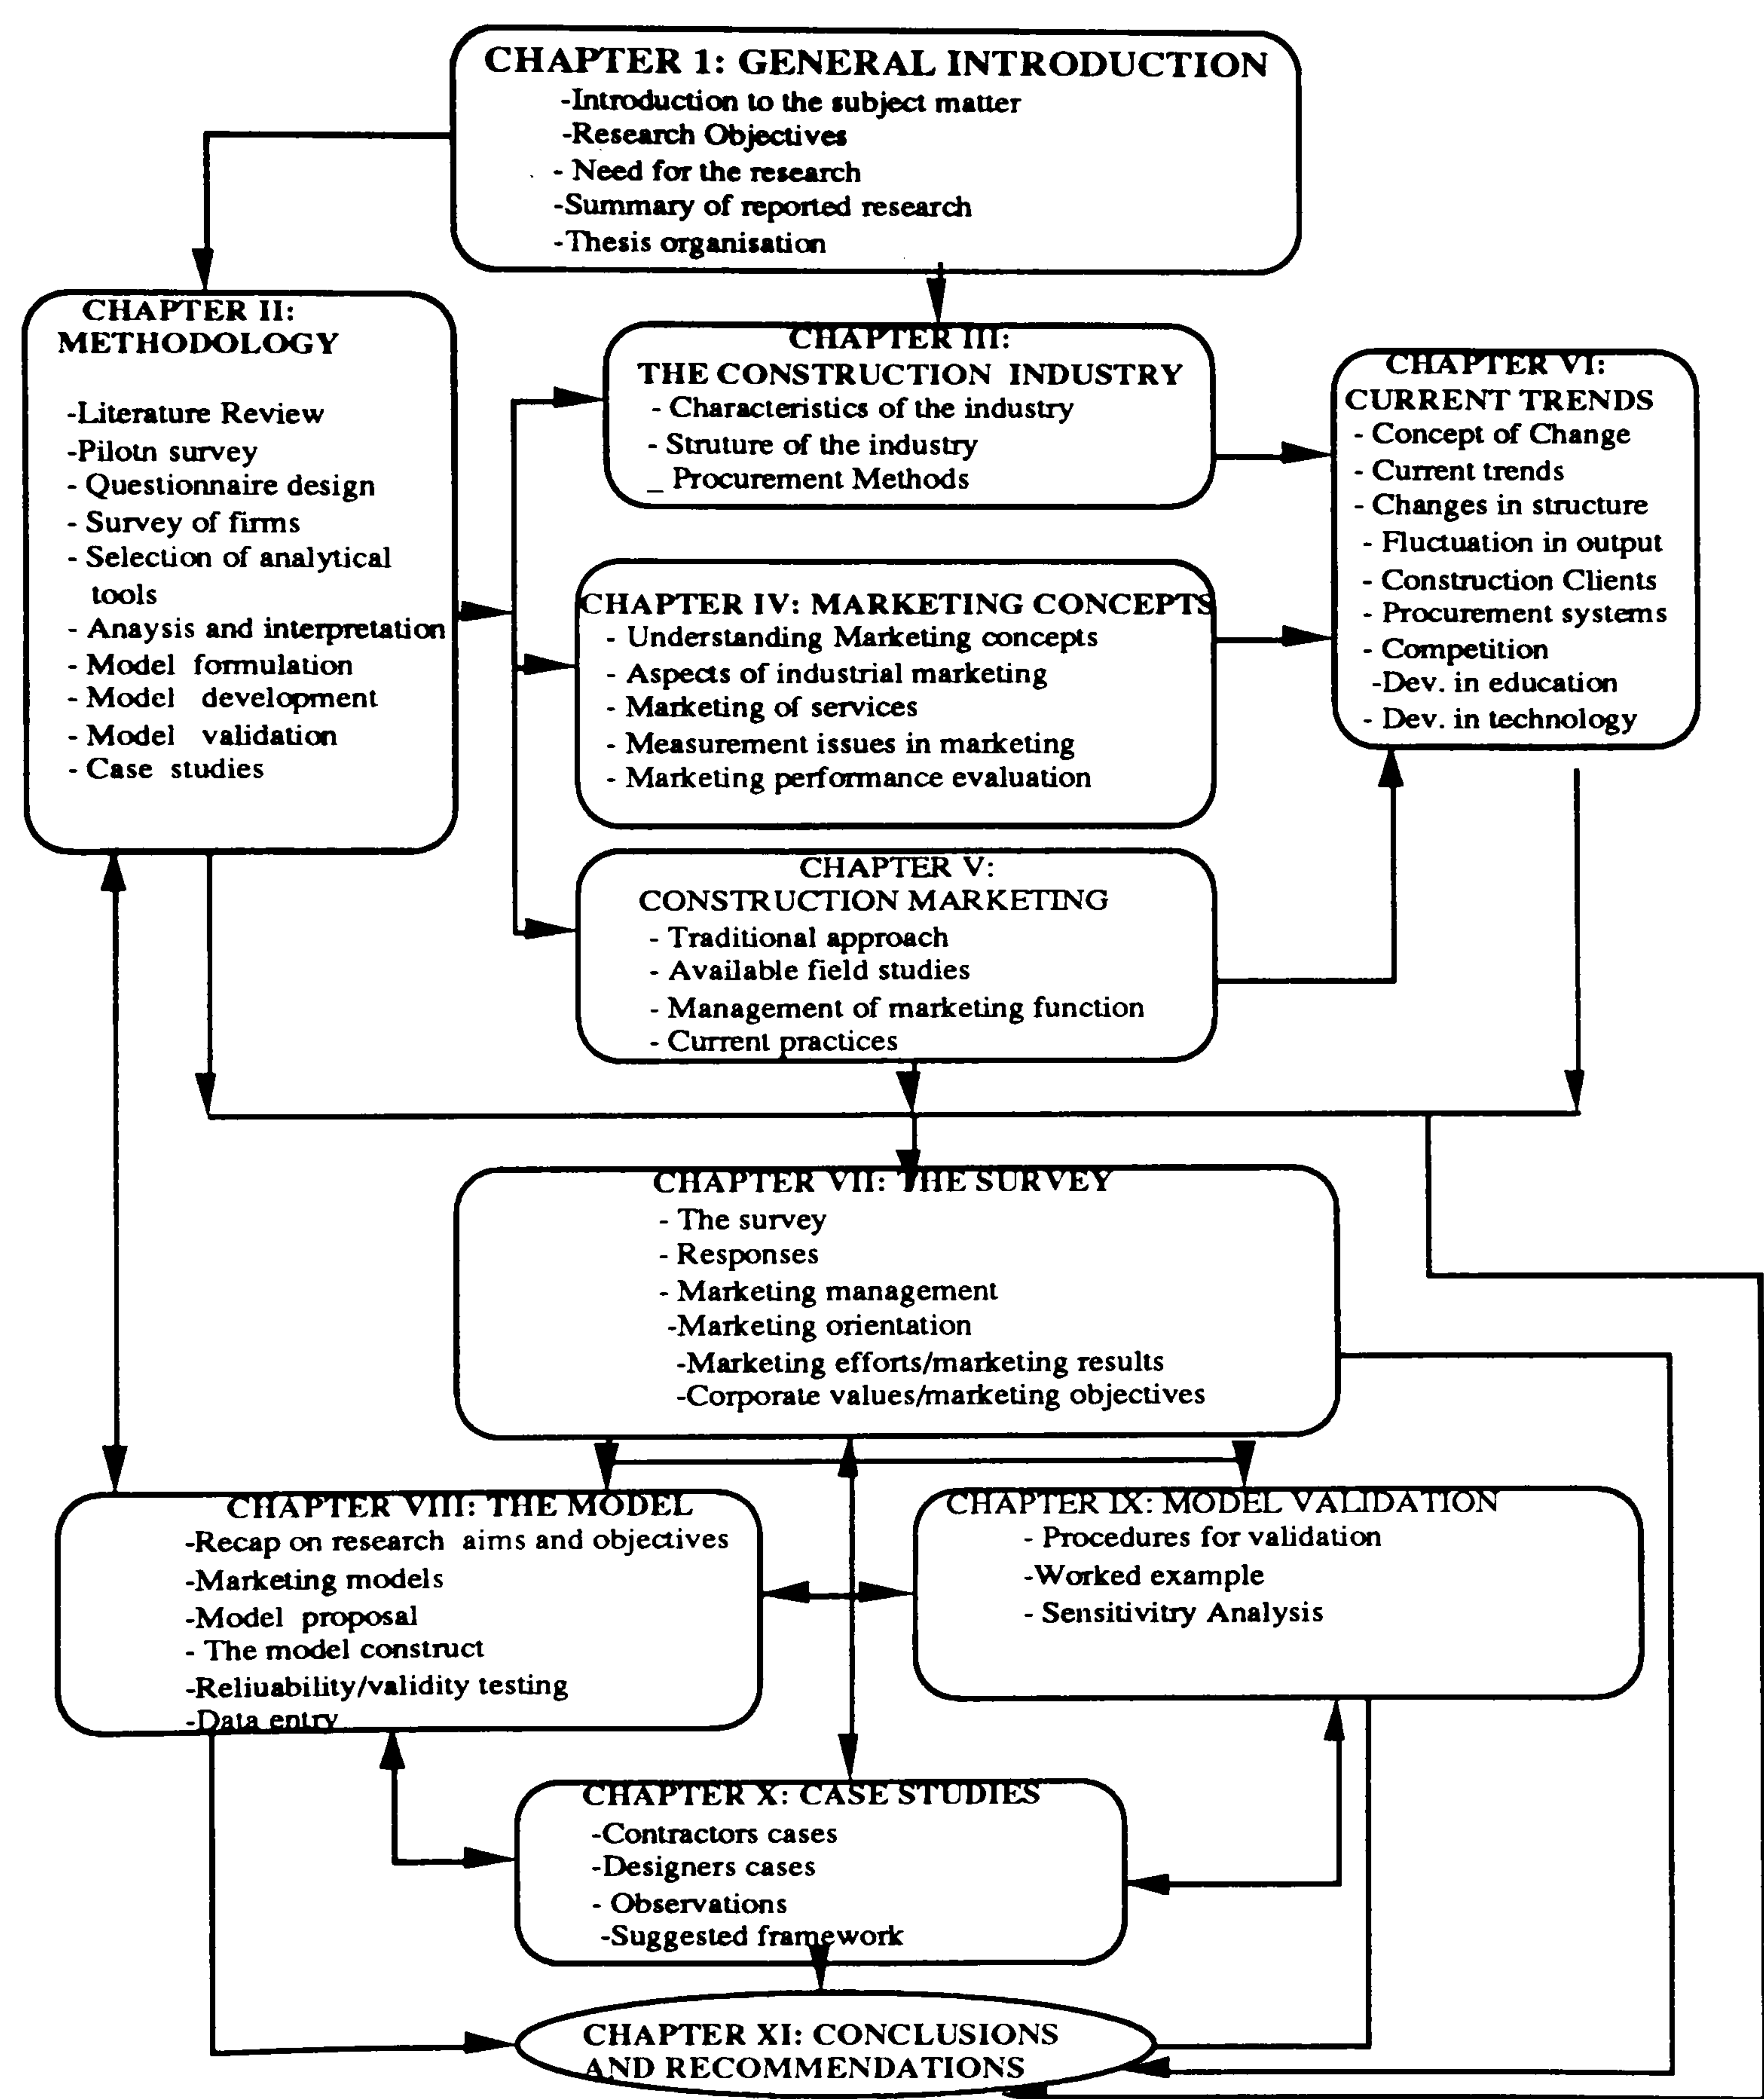 CHAPTER 1: GENERAL INTRODUCTION
-Introduction to the subject matter
-Research Objectives
- Need for the research
-Summary of reported research
-Thesis organisation
CHAPTER II:
METHODOLOGY
-Literature Review
-Pilotn survey
- Questionnaire design
- Survey of firms
- Selection of analytical
tools
- Anaysis and interpretation
- Model formulation
- Model development
- Model validation
- Case studies
CHAPTER III:
THE CONSTRUCTION INDUSTRY
- Characteristics of the industry
- Struture of the industry
_ Procurement Methods
CHAPTER IV: MARKETING CONCEPTS
- Understanding Marketing concepts
- Aspects of industrial marketing
- Marketing of services
- Measurement issues in marketing
- Marketing performance evaluation
CHAPTER V:
CONSTRUCTION MARKETING
- Traditional approach
- Available field studies
- Management of marketing function
- Current practices
CHAPTER VI:
CURRENT TRENDS
- Concept of Change
- Current trends
- Changes in structure
- Fluctuation in output
- Construction Clients
- Procurement systems
- Competition
-Dev. in education
- Dev. in technology
CHAPTER VII: THE SURVEY
- The survey
- Responses
- Marketing management
-Marketing orientation
-Marketing efforts/marketing results
-Corporate values/marketing objectives
CHAPTER VIII: THE MODEL
-Recap on research aims and objectives
-Marketing models
-Model proposal
- The model construct
-Reliuability/validity testing
-Data entry
CHAPTER IX: MODEL VALIDATION
- Procedures for validation
-Worked example
- Sensitivitry Analysis
CHAPTER X: CASE STUDIES
-Contractors cases
-Designers cases
- Observations
-Suggested framework
CHAPTER XI: CONCLUSIONS
AND RECOMMENDATIONS